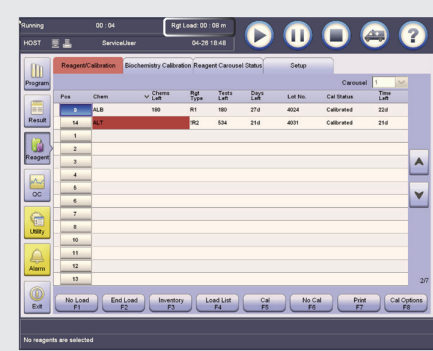 Running 00 : 04 Rgt Load: 00 : 08 m
HOST ServiceUser 04-26 18:48
Reagent/Calibration Biochemistry Calibration Reagent Carousel Status Setup
Carousel 1
Pos Chem Chems Left Rgt Type Tests Left Days Left Lot No. Cal Status Time Left
9 ALB 180 R1 180 27d 4024 Calibrated 22d
14 ALT R2 534 21d 4031 Calibrated 21d
1
2
3
4
5
6
7
8
10
11
12
13
2/7
Program
Result
Reagent
QC
Utility
Alarm
Exit
No Load F1 End Load F2 Inventory F3 Load List F4 Cal F5 No Cal F6 Print F7 Cal Options F8
No reagents are selected